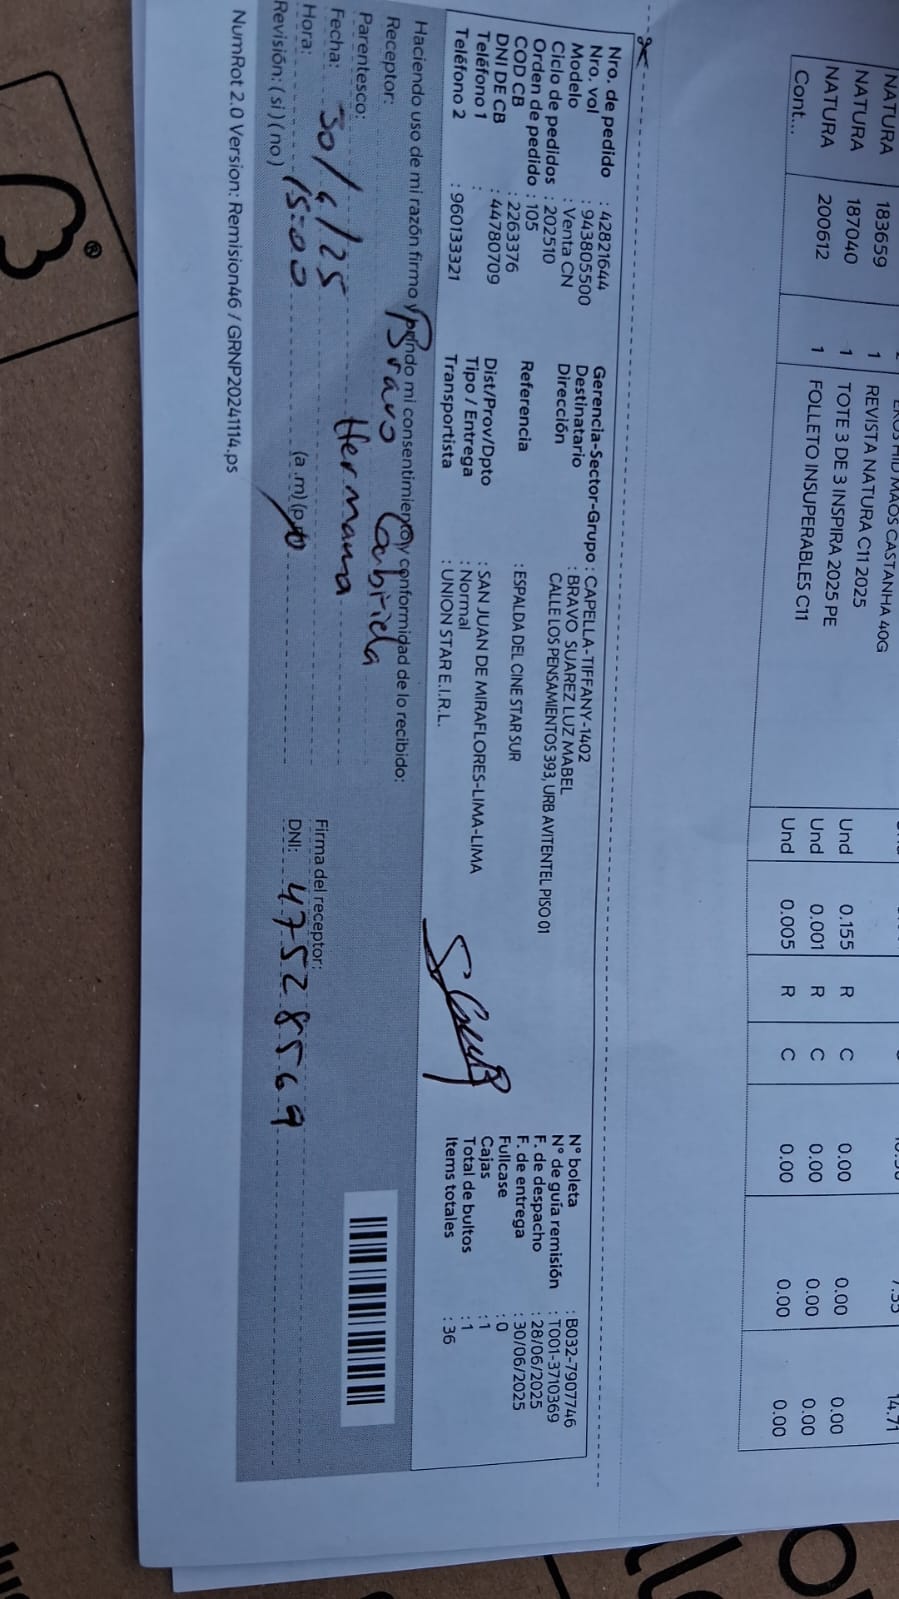 EROS HID MAOS CASTANHA 40G
NATURA 183659 1 REVISTA NATURA C11 2025 Und 0.155 R C 0.00 0.00 0.00
NATURA 187040 1 TOTE 3 DE 3 INSPIRA 2025 PE Und 0.001 R C 0.00 0.00 0.00
NATURA 200612 1 FOLLETO INSUPERABLES C11 Und 0.005 R C 0.00 0.00 0.00
Cont...
Nro. de pedido : 42821644 Gerencia-Sector-Grupo : CAPELLA-TIFFANY-1402 N° boleta : B032-7907746
Nro. vol : 943805500 Destinatario : BRAVO SUAREZ LUZ MABEL N° de guía remisión : T001-3710369
Modelo : Venta CN Dirección CALLE LOS PENSAMIENTOS 393, URB AVITENTEL PISO 01 F. de despacho : 28/06/2025
Ciclo de pedidos : 202510 F. de entrega : 30/06/2025
Orden de pedido : 105 Referencia : ESPALDA DEL CINE STAR SUR Fullcase : 0
COD CB : 2263376 Cajas : 1
DNI DE CB : 44780709 Dist/Prov/Dpto : SAN JUAN DE MIRAFLORES-LIMA-LIMA Total de bultos : 1
Teléfono 1 : Tipo / Entrega : Normal Items totales : 36
Teléfono 2 : 960133321 Transportista : UNION STAR E.I.R.L.
Haciendo uso de mi razón firmo y brindo mi consentimiento y conformidad de lo recibido:
Receptor: Bravo Gabriela
Parentesco: Hermana
Fecha: 30/6/25 Firma del receptor:
Hora: 15:00 (a .m) (p.m) DNI: 47528569
Revisión: ( si ) ( no )
NumRot 2.0 Version: Remision46 / GRNP20241114.ps